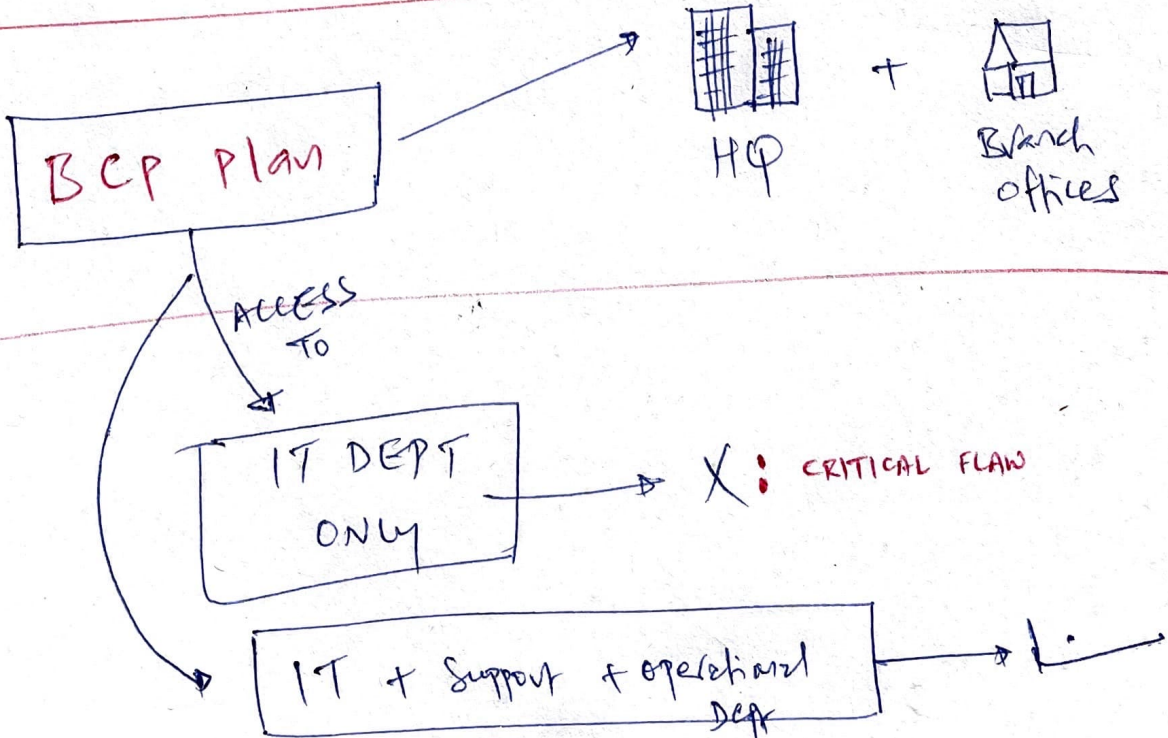 BCP Plan
HQ
+
Branch
offices
ACCESS
TO
IT DEPT
ONLY
X : CRITICAL FLAW
IT + Support + operational
Dept